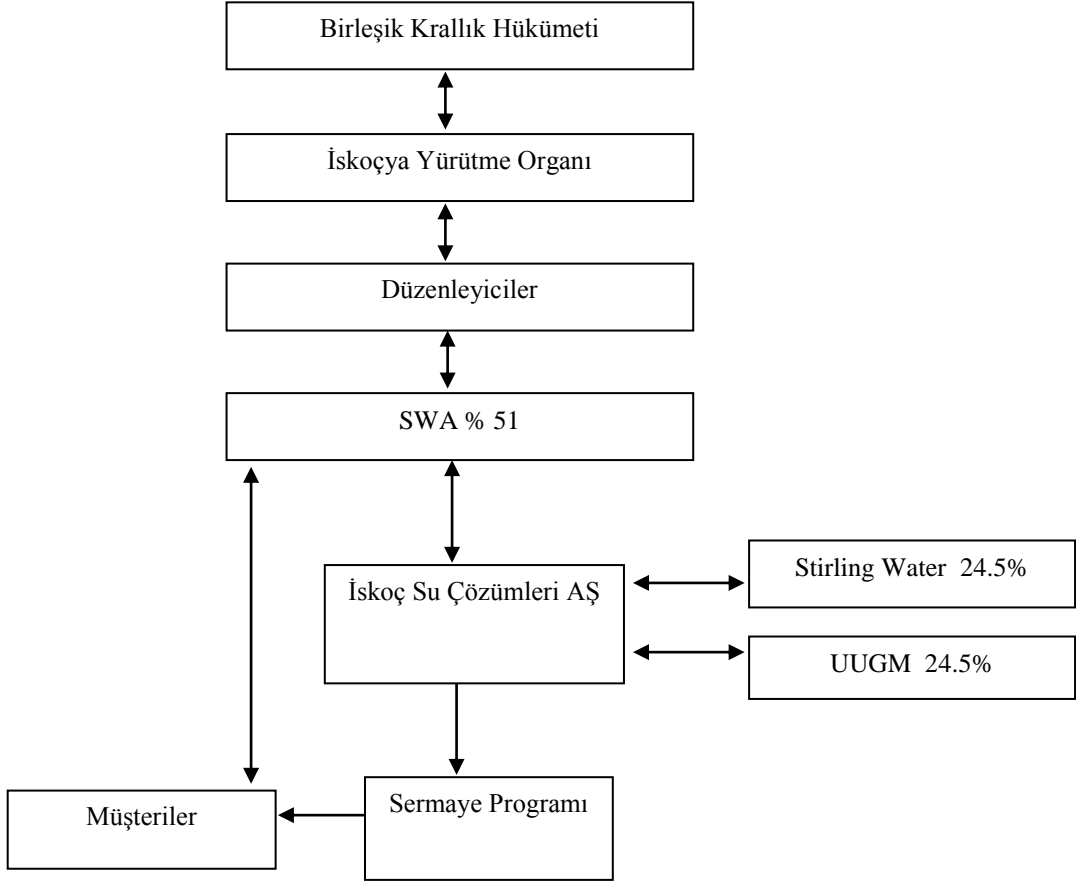 Birleşik Krallık Hükümeti
İskoçya Yürütme Organı
Düzenleyiciler
SWA % 51
İskoç Su Çözümleri AŞ
Stirling Water 24.5%
UUGM 24.5%
Sermaye Programı
Müşteriler